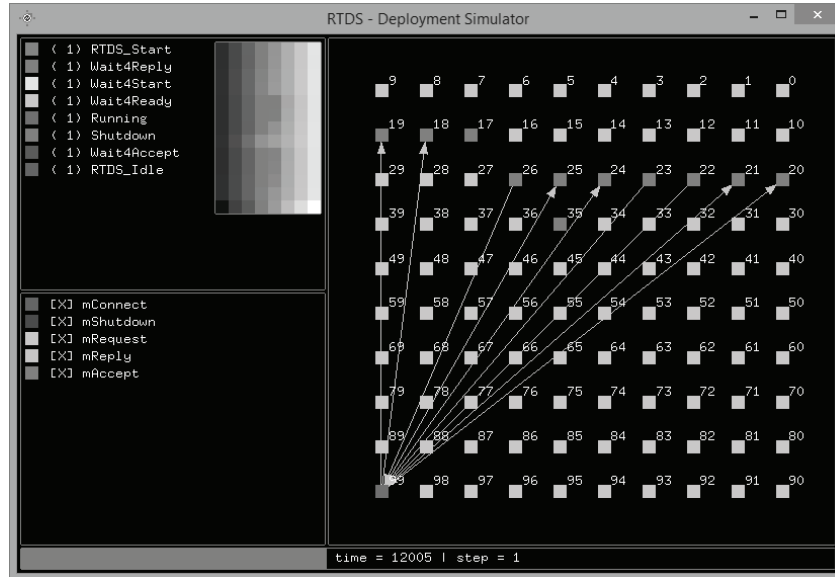 RTDS - Deployment Simulator
( 1) RTDS_Start
( 1) Wait4Reply
( 1) Wait4Start
( 1) Wait4Ready
( 1) Running
( 1) Shutdown
( 1) Wait4Accept
( 1) RTDS_Idle
[X] mConnect
[X] mShutdown
[X] mRequest
[X] mReply
[X] mAccept
9 8 7 6 5 4 3 2 1 0
19 18 17 16 15 14 13 12 11 10
29 28 27 26 25 24 23 22 21 20
39 38 37 36 35 34 33 32 31 30
49 48 47 46 45 44 43 42 41 40
59 58 57 56 55 54 53 52 51 50
69 68 67 66 65 64 63 62 61 60
79 78 77 76 75 74 73 72 71 70
89 88 87 86 85 84 83 82 81 80
99 98 97 96 95 94 93 92 91 90
time = 12005 | step = 1